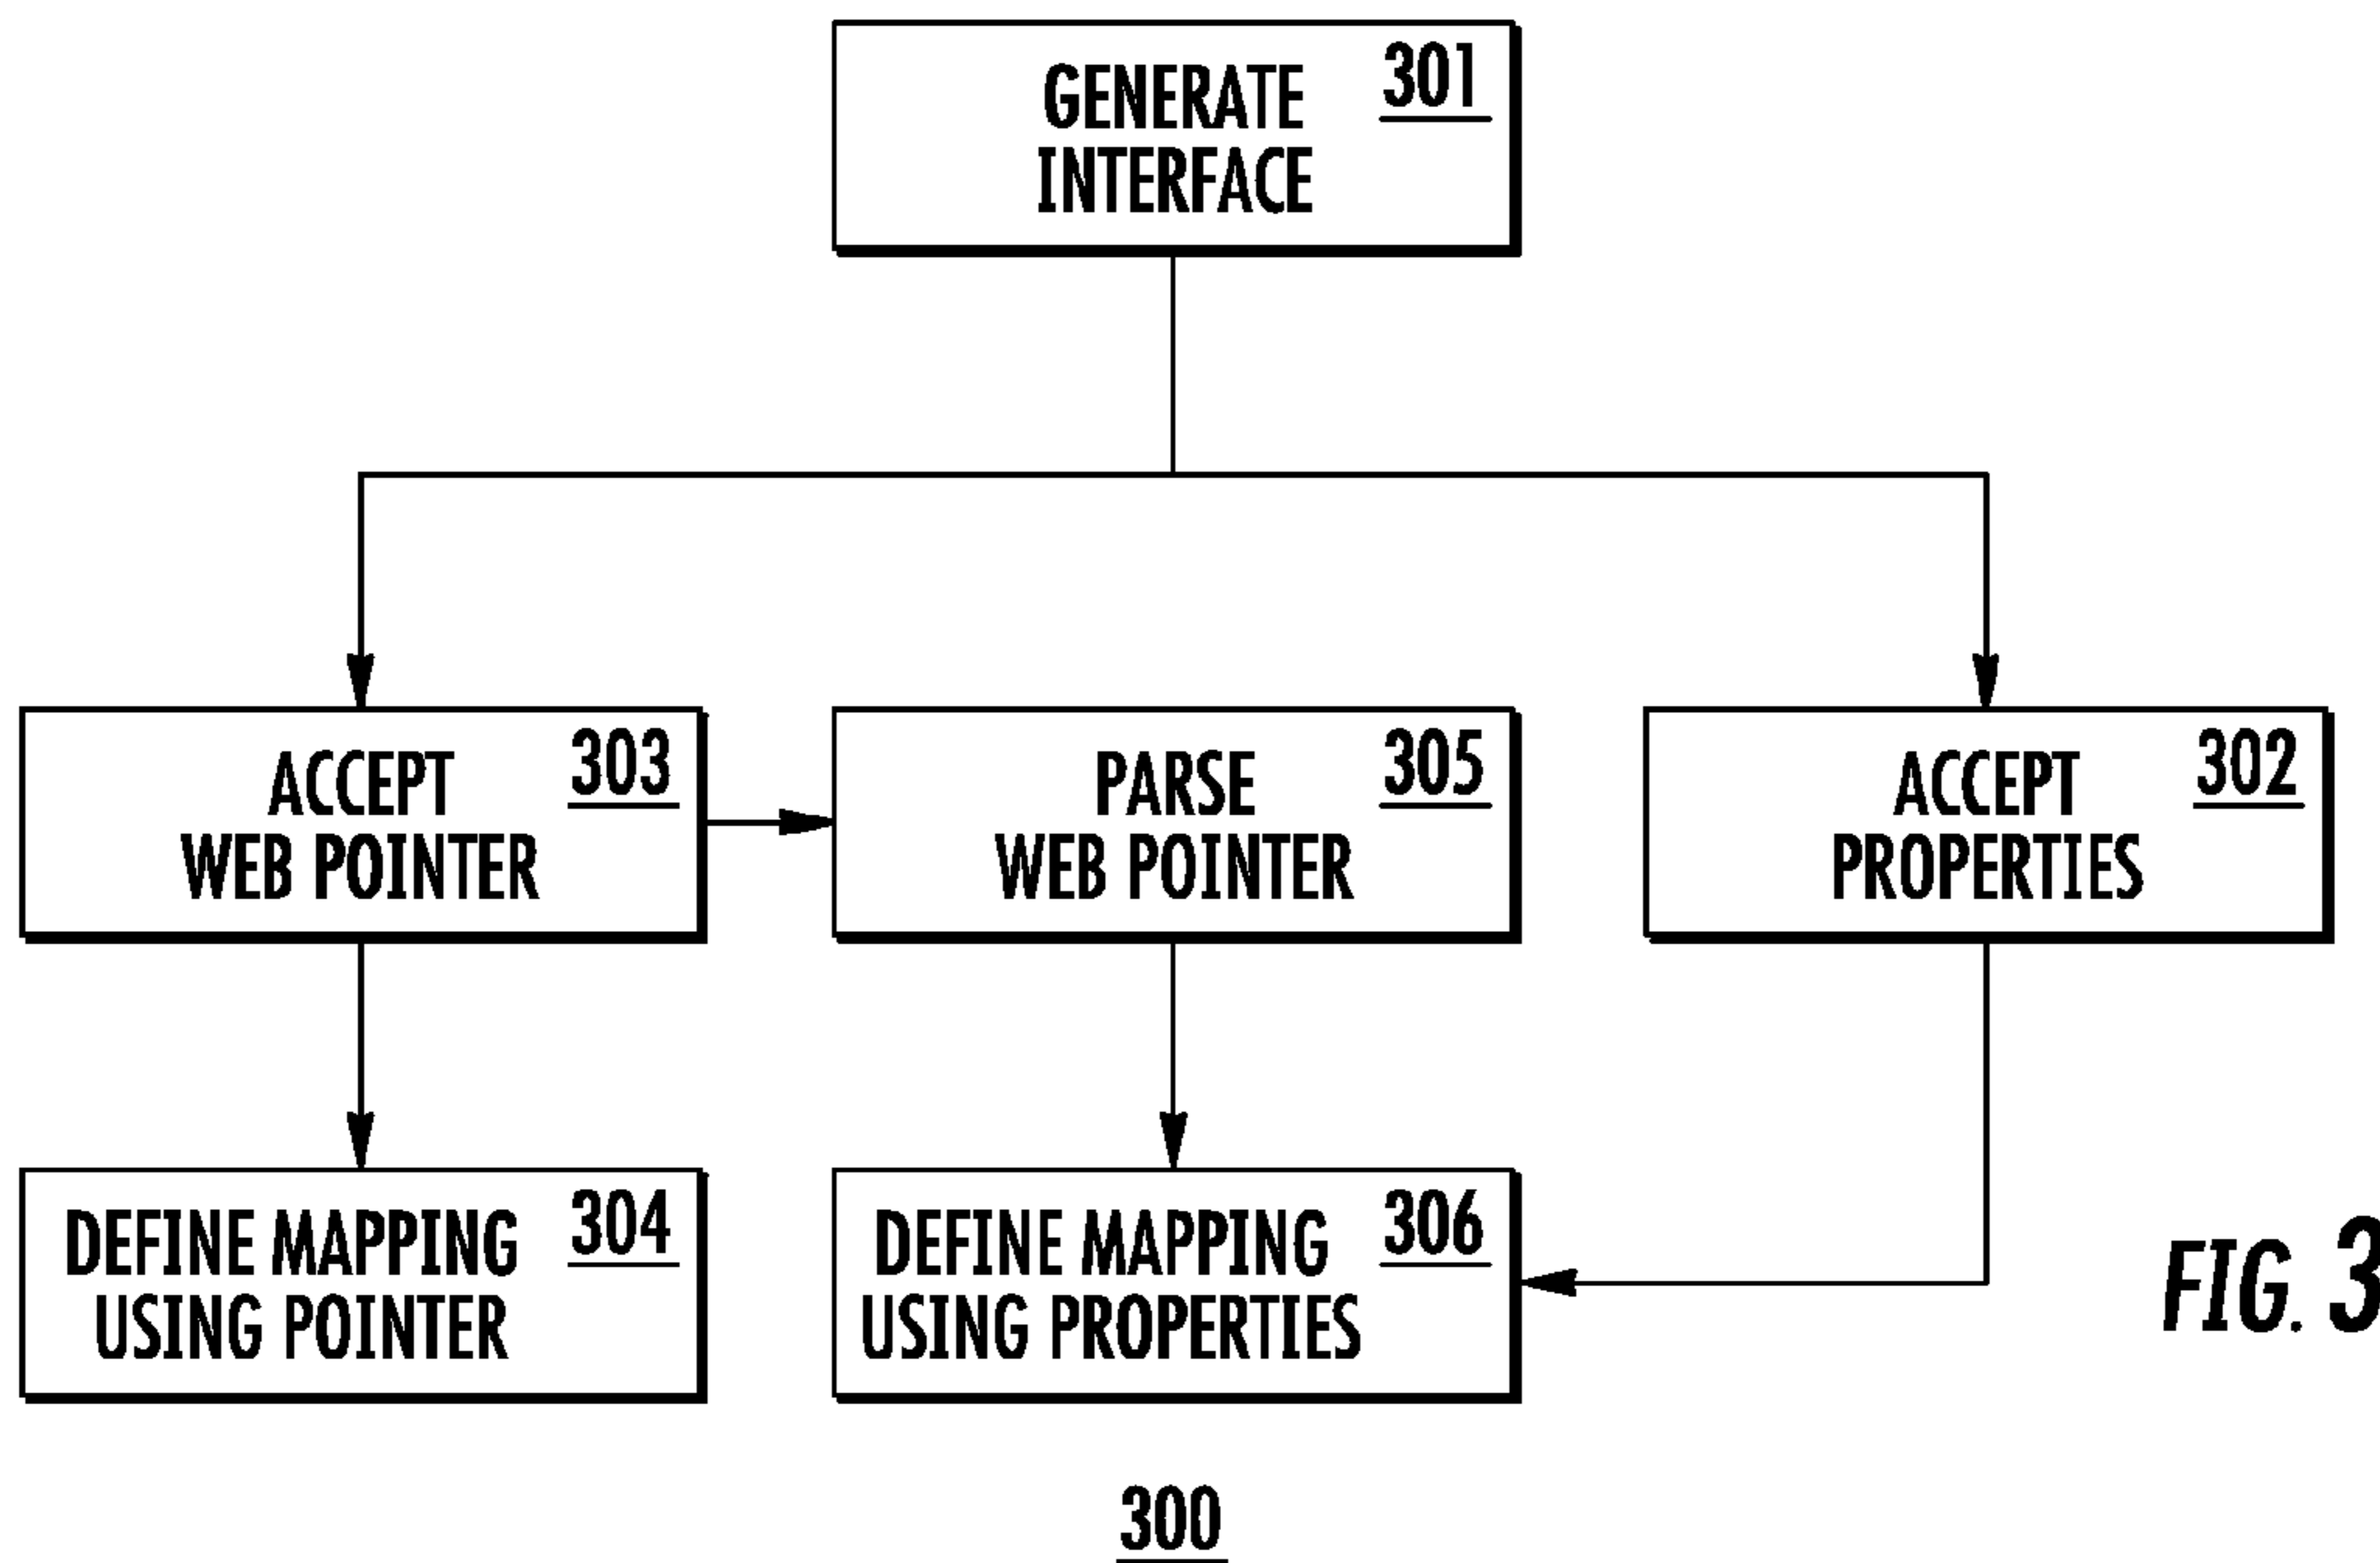 GENERATE
INTERFACE
301
ACCEPT
WEB POINTER
303
PARSE
WEB POINTER
305
ACCEPT
PROPERTIES
302
DEFINE MAPPING
USING POINTER
304
DEFINE MAPPING
USING PROPERTIES
306
FIG. 3
300